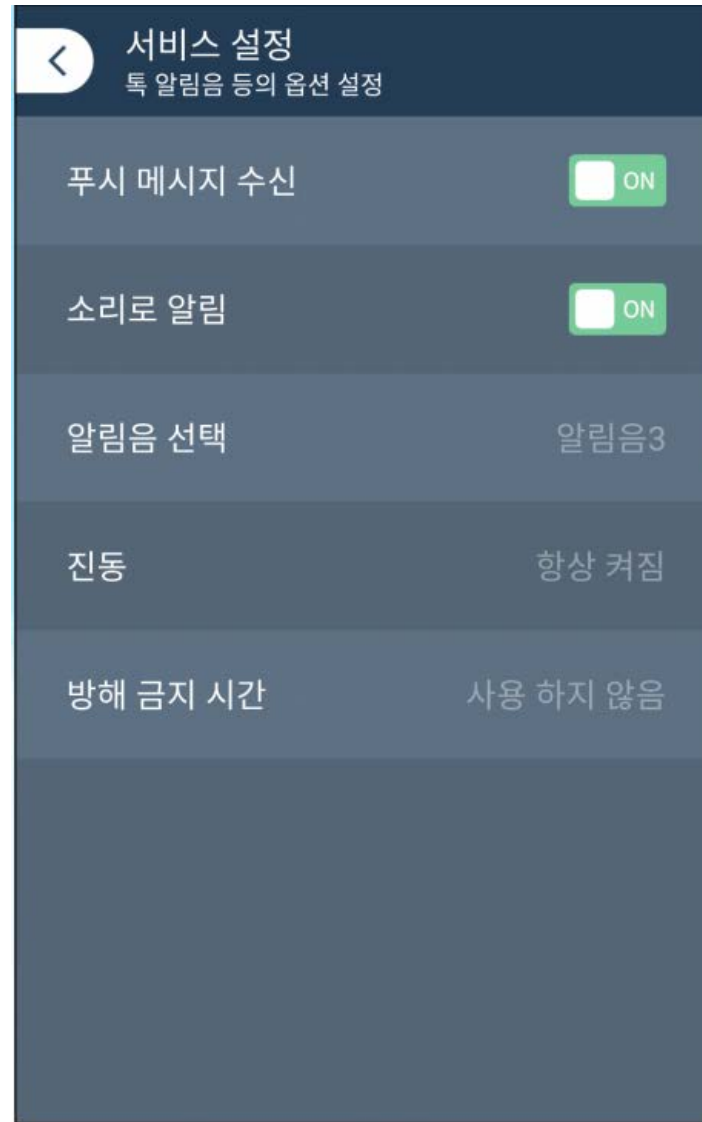 서비스 설정
톡 알림음 등의 옵션 설정
푸시 메시지 수신 ON
소리로 알림 ON
알림음 선택 알림음3
진동 항상 켜짐
방해 금지 시간 사용 하지 않음